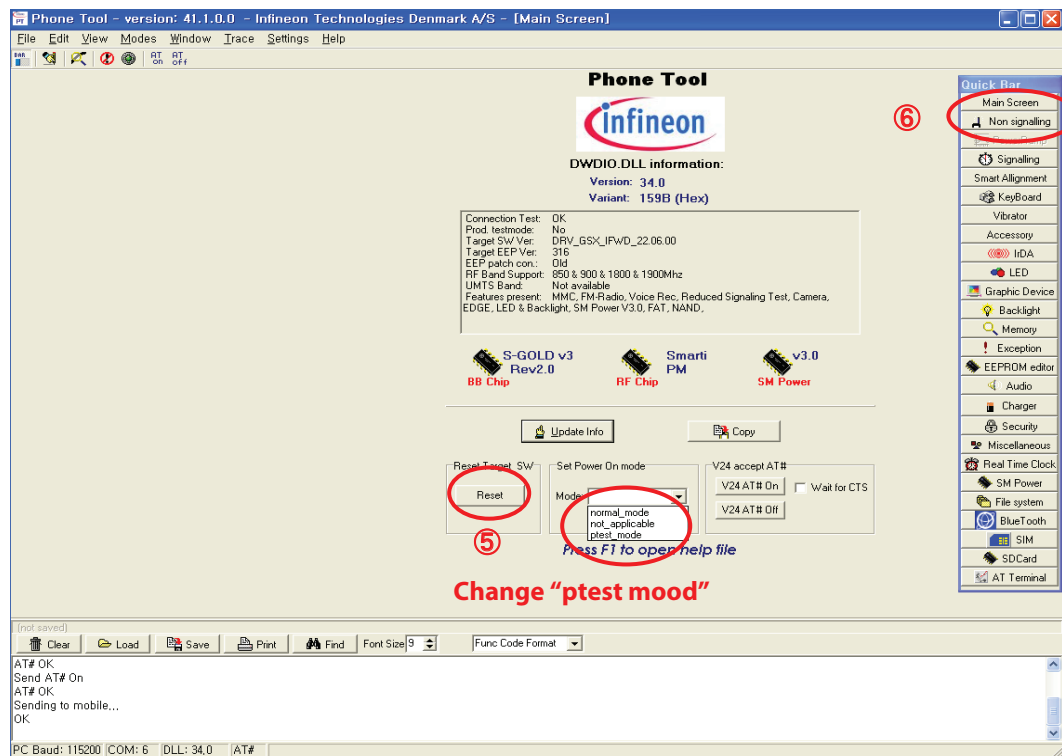 Phone Tool - version: 41.1.0.0 - Infineon Technologies Denmark A/S - [Main Screen]
File Edit View Modes Window Trace Settings Help
BAR AT on AT off
Phone Tool
infineon
DWDIO.DLL information:
Version: 34.0
Variant: 159B (Hex)
Connection Test: OK
Prod. testmode: No
Target SW Ver: DRV_GSX_IFWD_22.06.00
Target EEP Ver: 316
EEP patch con.: Old
RF Band Support: 850 & 900 & 1800 & 1900Mhz
UMTS Band: Not available
Features present: MMC, FM-Radio, Voice Rec, Reduced Signaling Test, Camera,
EDGE, LED & Backlight, SM Power V3.0, FAT, NAND,
S-GOLD v3
Rev2.0
BB Chip
Smarti
PM
RF Chip
v3.0
SM Power
Update Info
Copy
Reset Target SW
Reset
⑤
Set Power On mode
Mode:
normal_mode
not_applicable
ptest_mode
V24 accept AT#
V24 AT# On
Wait for CTS
V24 AT# Off
Press F1 to open help file
Change “ptest mood”
⑥
Quick Bar
Main Screen
Non signalling
PowerRamp
Signalling
Smart Allignment
KeyBoard
Vibrator
Accessory
IrDA
LED
Graphic Device
Backlight
Memory
Exception
EEPROM editor
Audio
Charger
Security
Miscellaneous
Real Time Clock
SM Power
File system
BlueTooth
SIM
SDCard
AT Terminal
[not saved]
Clear Load Save Print Find Font Size 9 Func Code Format
AT# OK
Send AT# On
AT# OK
Sending to mobile...
OK
PC Baud: 115200 COM: 6 DLL: 34,0 AT#